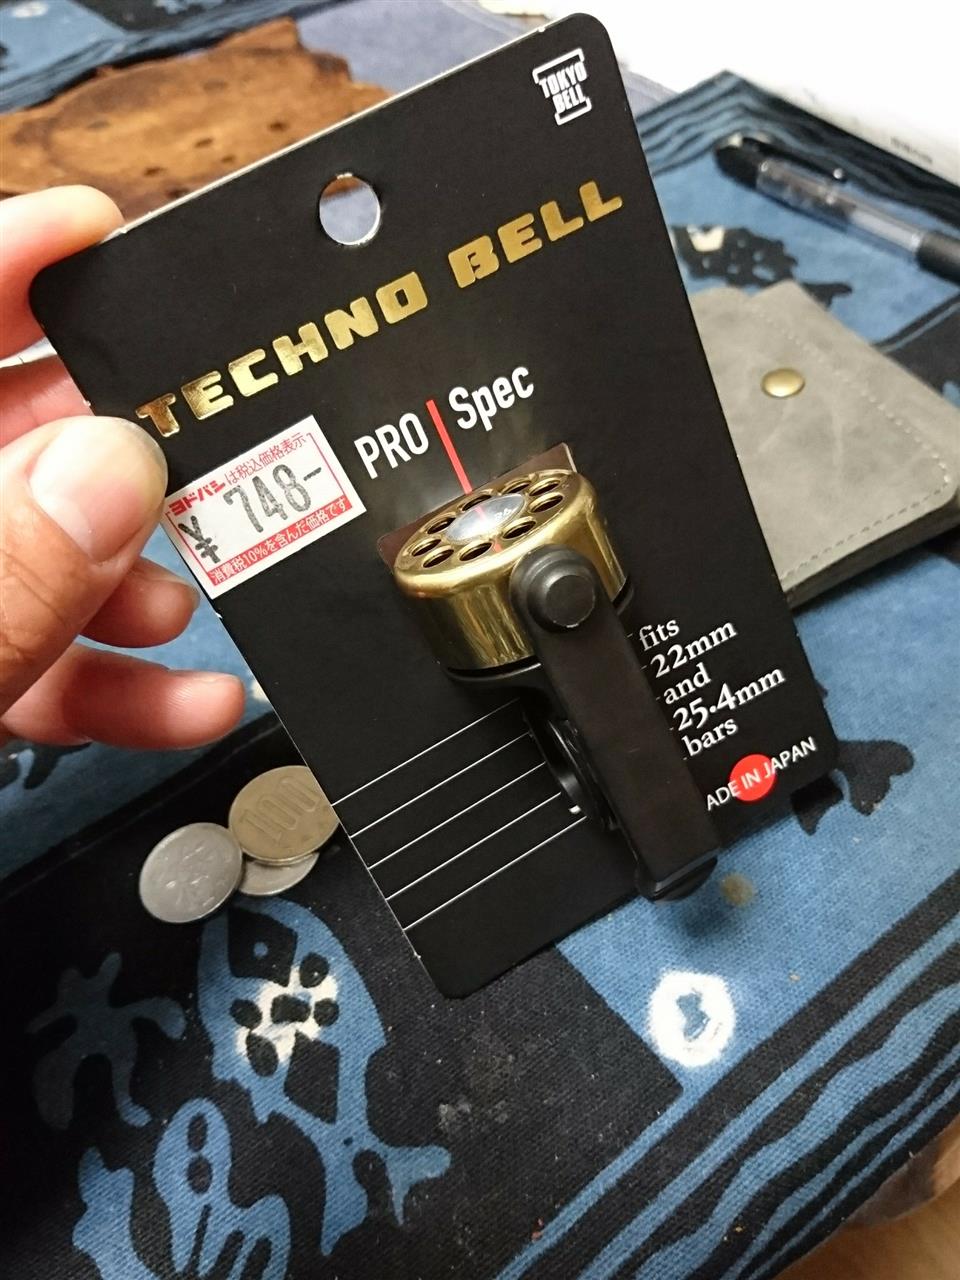 TOKYO
BELL
TECHNO BELL
PRO Spec
ヨドバシは税込価格表示
¥748-
消費税10%を含んだ価格です
fits
22mm
and
25.4mm
bars
ADE IN JAPAN
100